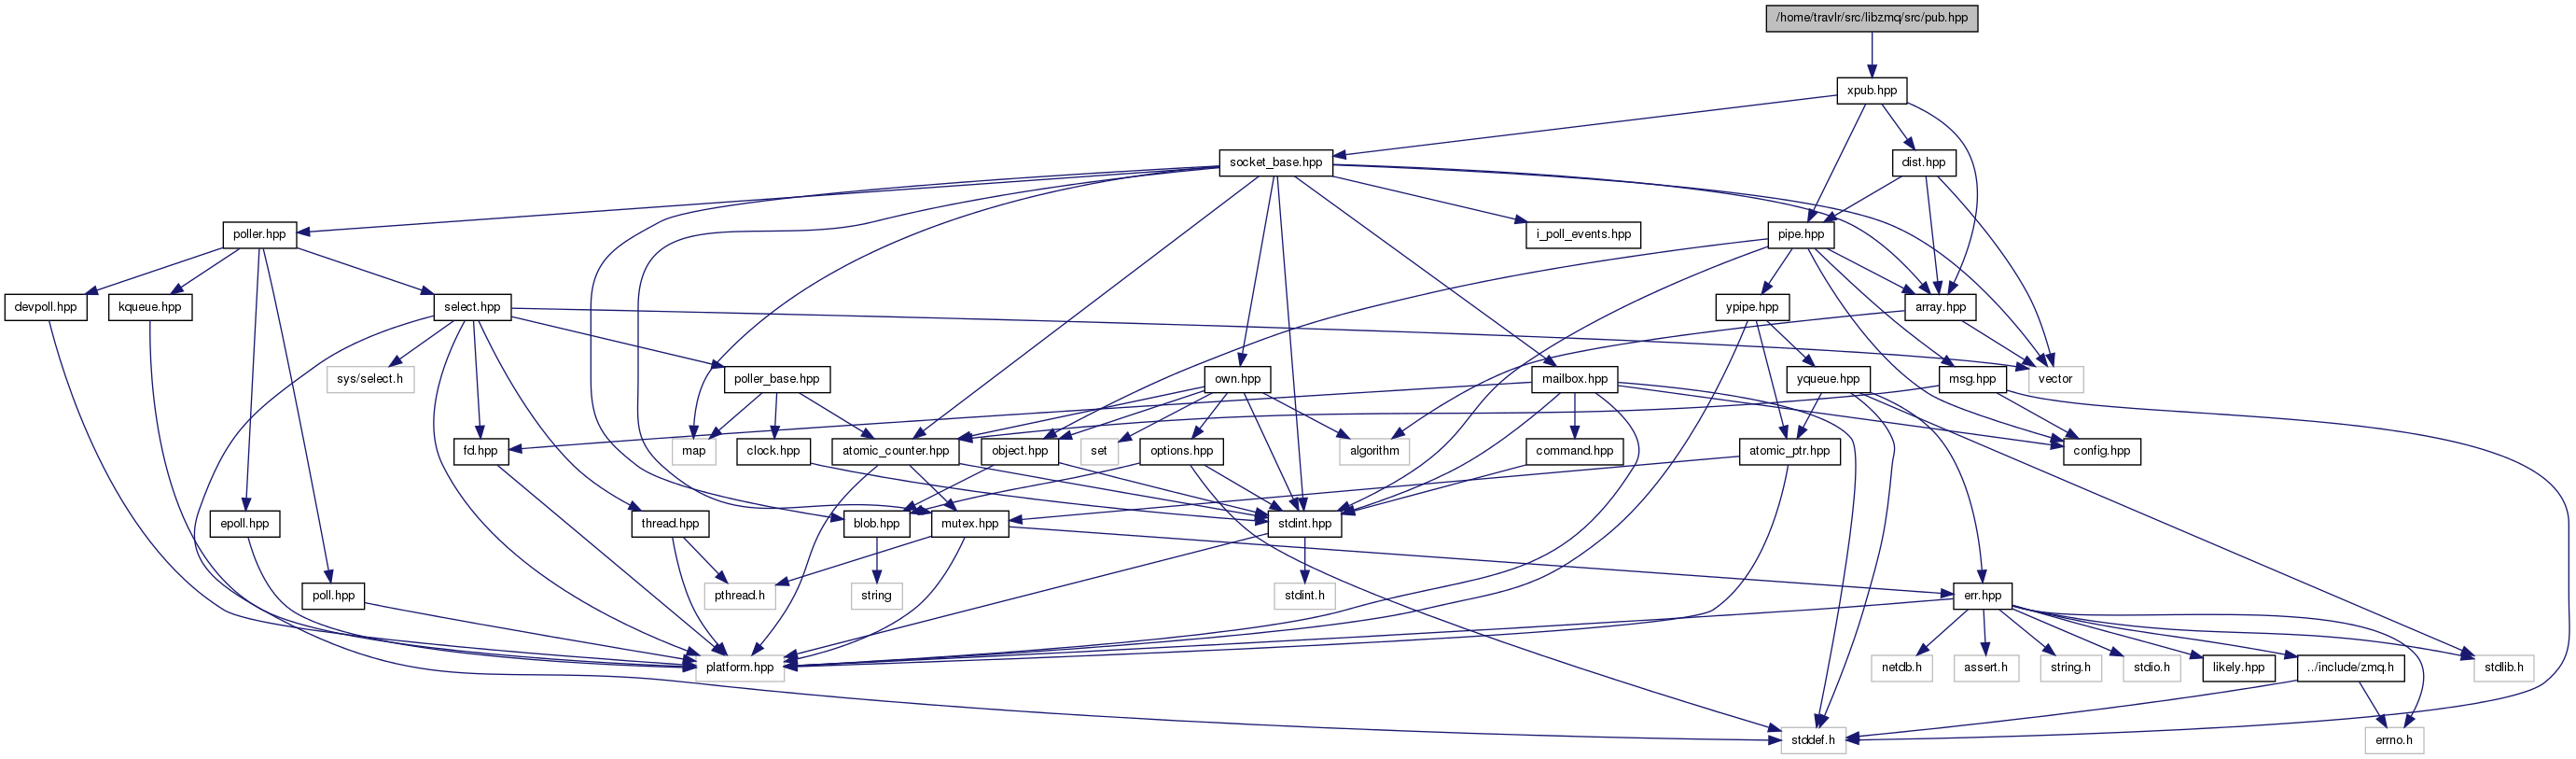 /home/travlr/src/libzmq/src/pub.hpp
xpub.hpp
socket_base.hpp
dist.hpp
poller.hpp
i_poll_events.hpp
pipe.hpp
devpoll.hpp
kqueue.hpp
select.hpp
ypipe.hpp
array.hpp
sys/select.h
poller_base.hpp
own.hpp
mailbox.hpp
yqueue.hpp
msg.hpp
vector
fd.hpp
map
clock.hpp
atomic_counter.hpp
object.hpp
set
options.hpp
algorithm
command.hpp
atomic_ptr.hpp
config.hpp
epoll.hpp
thread.hpp
blob.hpp
mutex.hpp
stdint.hpp
poll.hpp
pthread.h
string
stdint.h
err.hpp
platform.hpp
netdb.h
assert.h
string.h
stdio.h
likely.hpp
../include/zmq.h
stdlib.h
stddef.h
errno.h